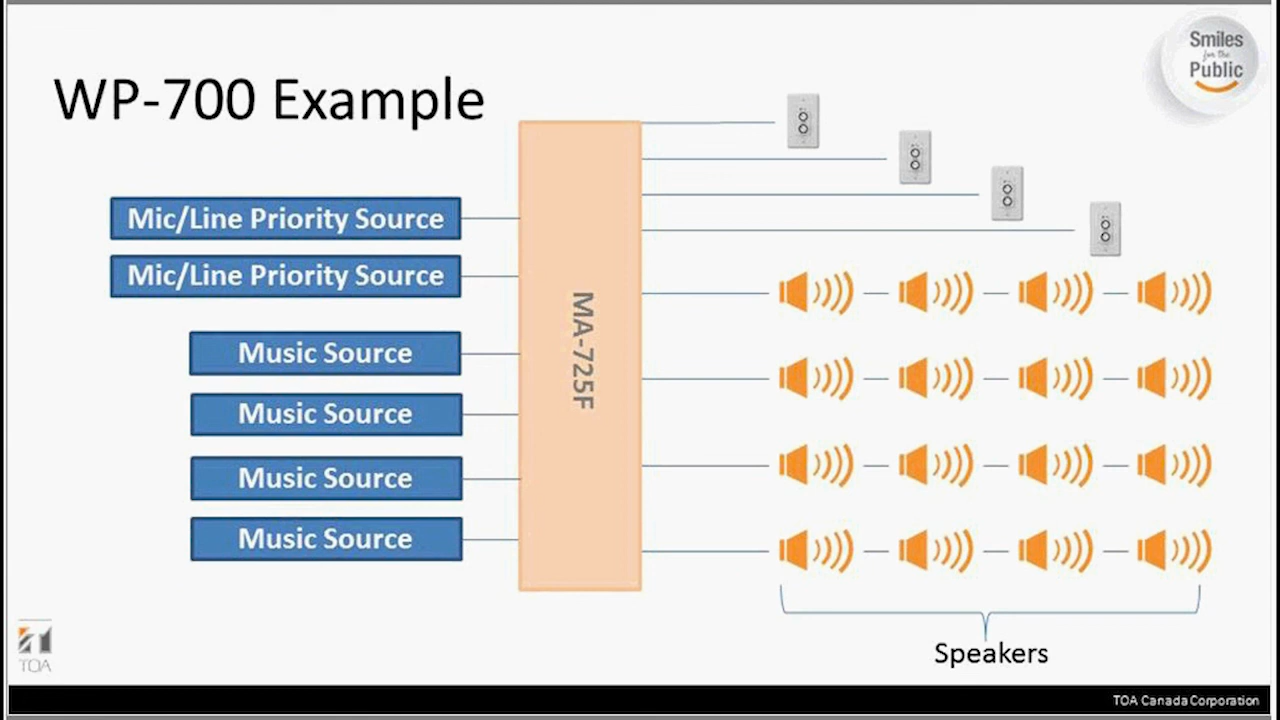 Smiles
for the
Public
WP-700 Example
Mic/Line Priority Source
Mic/Line Priority Source
Music Source
Music Source
Music Source
Music Source
MA-725F
Speakers
TOA
TOA Canada Corporation